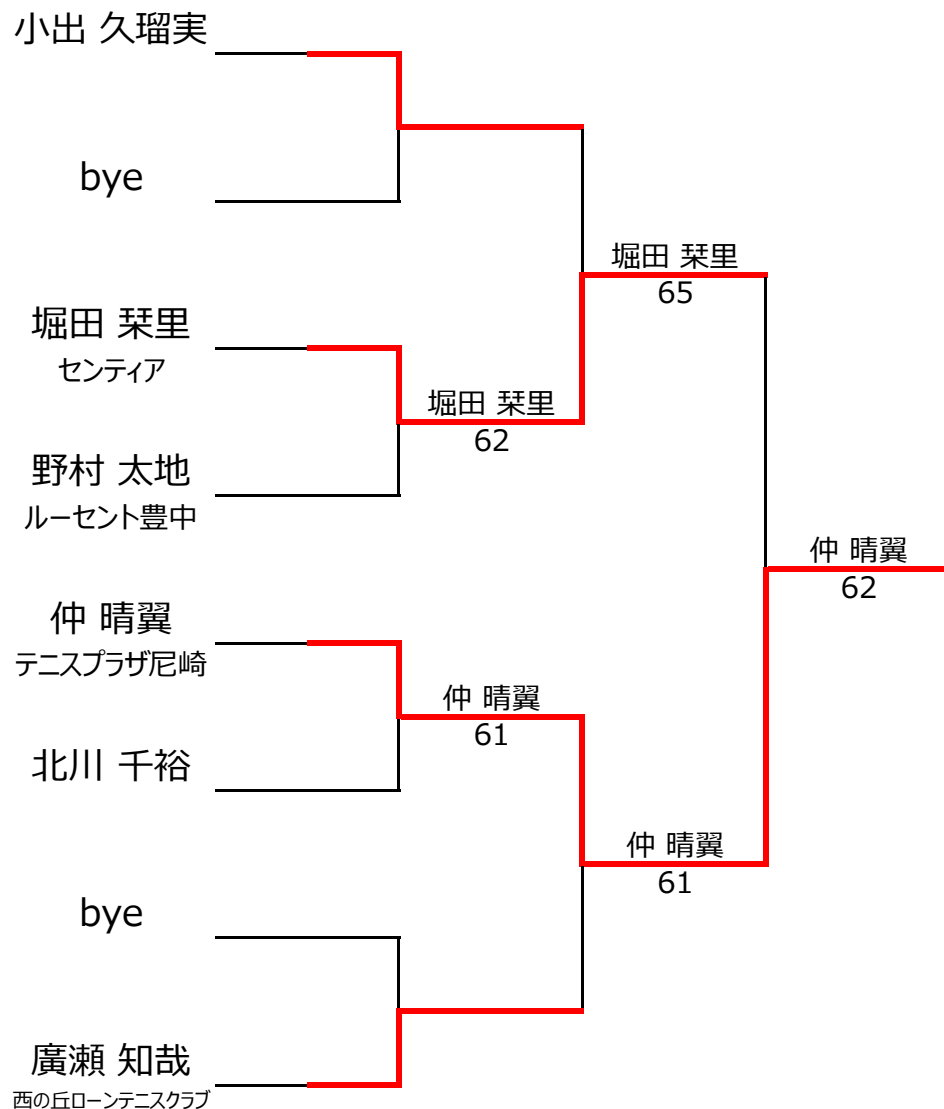 小出 久瑠実
bye
堀田 栞里
センティア
野村 太地
ルーセント豊中
仲 晴翼
テニスプラザ尼崎
北川 千裕
bye
廣瀬 知哉
西の丘ローンテニスクラブ
堀田 栞里
62
仲 晴翼
61
堀田 栞里
65
仲 晴翼
61
仲 晴翼
62